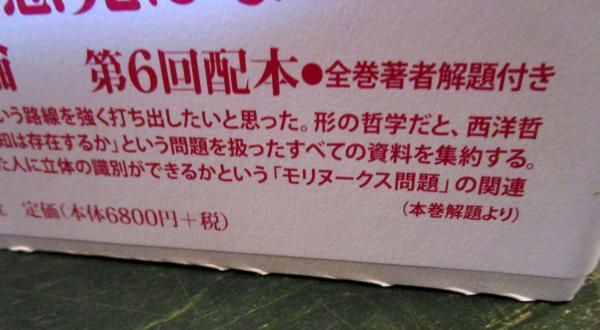 第6回配本●全巻著者解題付き
いう路線を強く打ち出したいと思った。形の哲学だと、西洋哲
知は存在するか」という問題を扱ったすべての資料を集約する。
た人に立体の識別ができるかという「モリヌークス問題」の関連
定価(本体6800円+税) (本巻解題より)